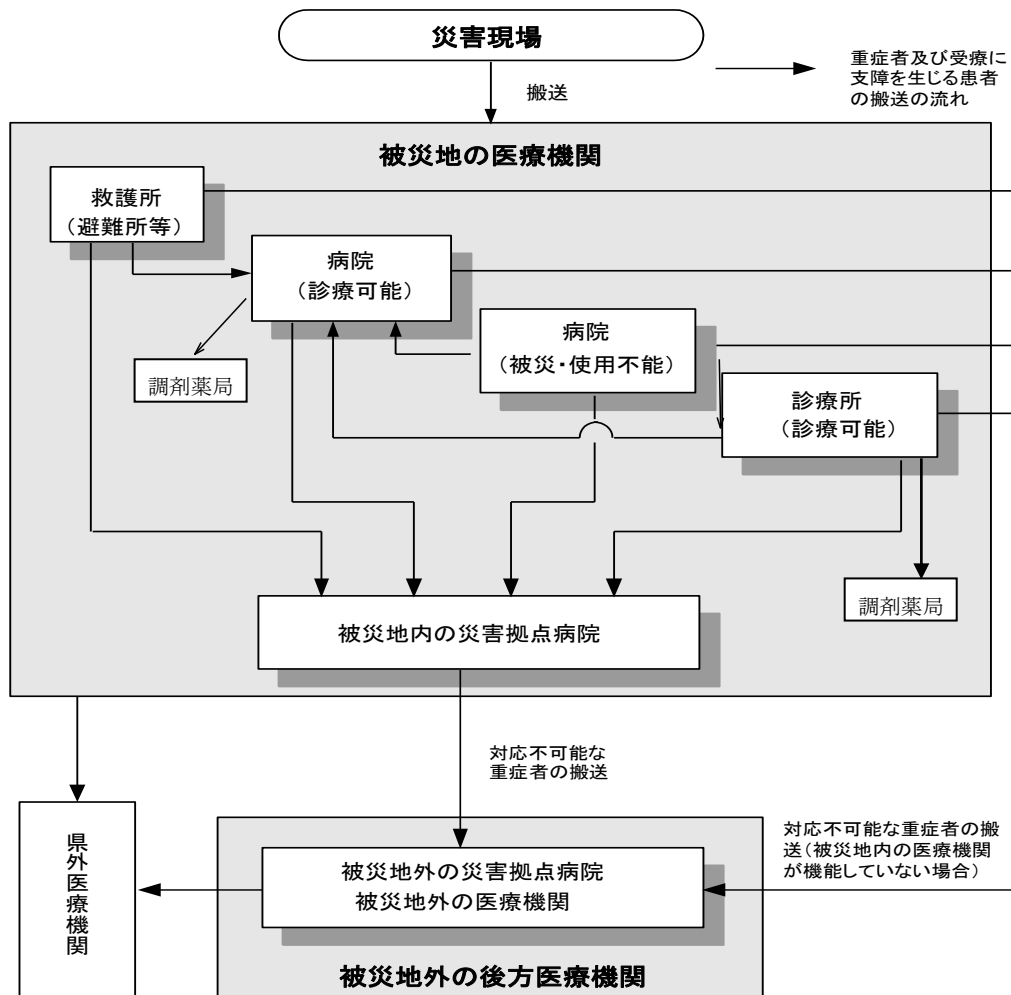 災害現場
搬送
重症者及び受療に
支障を生じる患者
の搬送の流れ
被災地の医療機関
救護所
（避難所等）
病院
（診療可能）
病院
（被災・使用不能）
調剤薬局
診療所
（診療可能）
調剤薬局
被災地内の災害拠点病院
対応不可能な
重症者の搬送
県外医療機関
対応不可能な重症者の搬
送（被災地内の医療機関
が機能していない場合）
被災地外の災害拠点病院
被災地外の医療機関
被災地外の後方医療機関